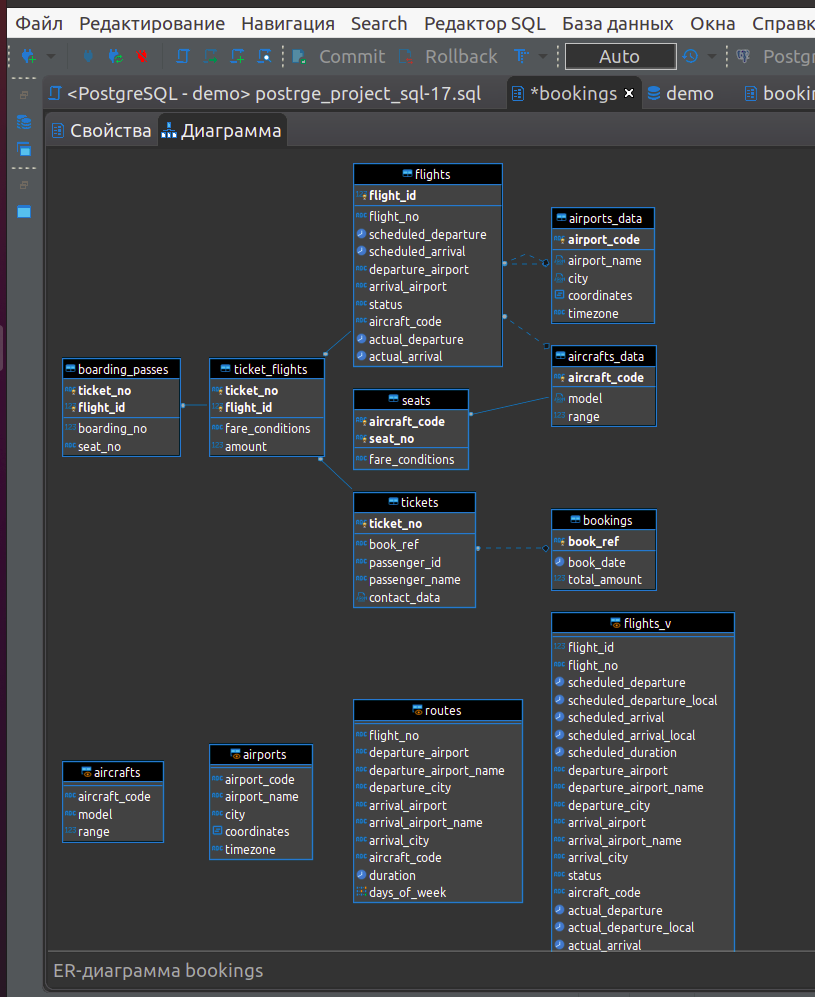 Файл Редактирование Навигация Search Редактор SQL База данных Окна Справк
Commit Rollback Auto Postg
<PostgreSQL - demo> postrge_project_sql-17.sql *bookings demo bookin
Свойства Диаграмма
flights
flight_id
flight_no
scheduled_departure
scheduled_arrival
departure_airport
arrival_airport
status
aircraft_code
actual_departure
actual_arrival
airports_data
airport_code
airport_name
city
coordinates
timezone
aircrafts_data
aircraft_code
model
range
boarding_passes
ticket_no
flight_id
boarding_no
seat_no
ticket_flights
ticket_no
flight_id
fare_conditions
amount
seats
aircraft_code
seat_no
fare_conditions
tickets
ticket_no
book_ref
passenger_id
passenger_name
contact_data
bookings
book_ref
book_date
total_amount
flights_v
flight_id
flight_no
scheduled_departure
scheduled_departure_local
scheduled_arrival
scheduled_arrival_local
scheduled_duration
departure_airport
departure_airport_name
departure_city
arrival_airport
arrival_airport_name
arrival_city
status
aircraft_code
actual_departure
actual_departure_local
actual_arrival
routes
flight_no
departure_airport
departure_airport_name
departure_city
arrival_airport
arrival_airport_name
arrival_city
aircraft_code
duration
days_of_week
airports
airport_code
airport_name
city
coordinates
timezone
aircrafts
aircraft_code
model
range
ER-диаграмма bookings